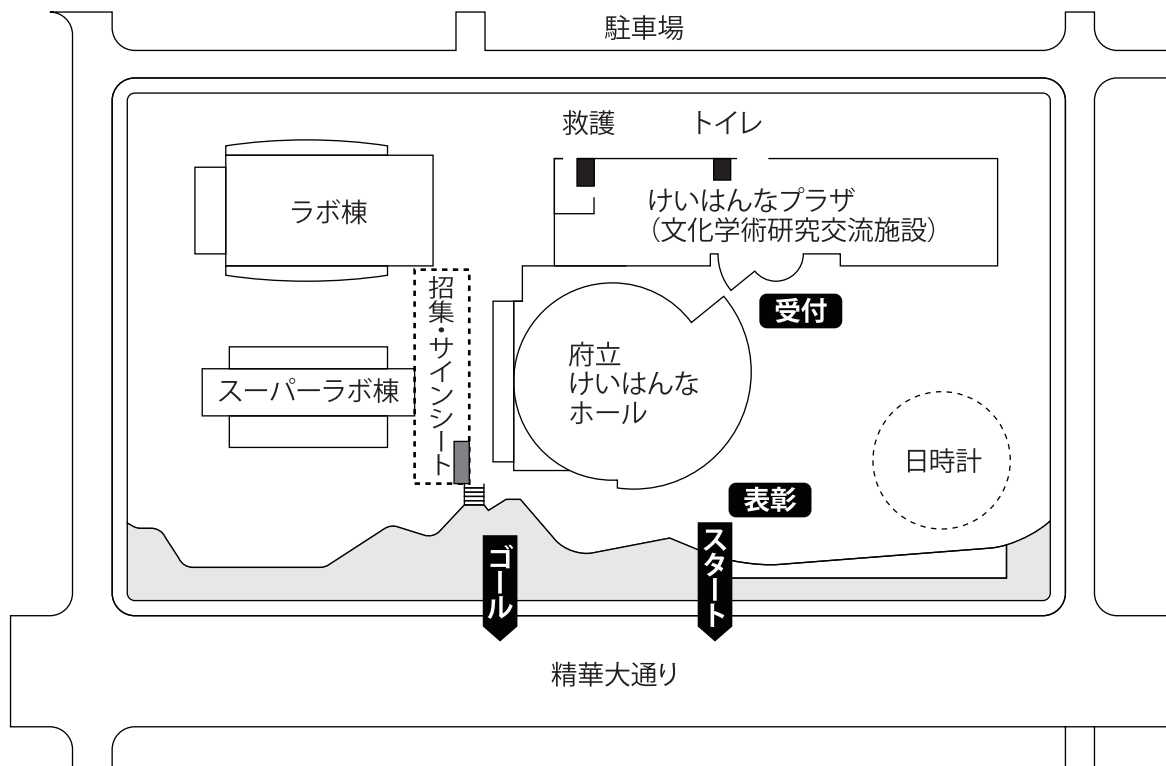 駐車場
救護
トイレ
ラボ棟
けいはんなプラザ
（文化学術研究交流施設）
招集・サインシート
受付
府立
けいはんな
ホール
スーパーラボ棟
日時計
表彰
ゴール
スタート
精華大通り